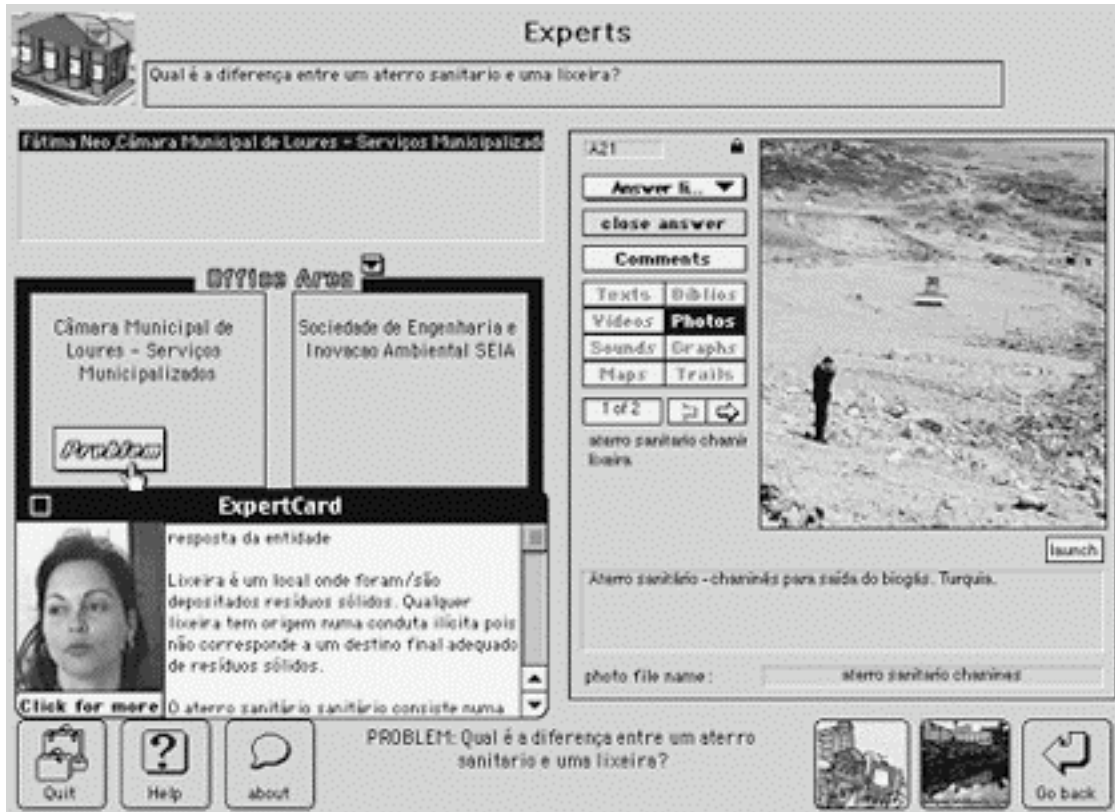 Experts
Qual é a diferença entre um aterro sanitario e uma lixeira?
Fátima Neo,Câmara Municipal de Loures - Serviços Municipalizado
Office Area
Câmara Municipal de
Loures - Serviços
Municipalizados
Problem
Sociedade de Engenharia e
Inovacao Ambiental SEIA
ExpertCard
resposta da entidade
Lixeira é um local onde foram/são
depositados resíduos sólidos. Qualquer
lixeira tem origem numa conduta ilícita pois
não corresponde a um destino final adequado
de resíduos sólidos.
O aterro sanitário sanitário consiste numa
Click for more
A21
Answer li...
close answer
Comments
Texts Biblios
Videos Photos
Sounds Graphs
Maps Trails
1 of 2
aterro sanitario chamin
lixeira
launch
Aterro sanitário - chaminés para saída do biogás. Turquia.
photo file name :
aterro sanitario chamines
Quit
Help
about
PROBLEM: Qual é a diferença entre um aterro
sanitario e uma lixeira?
Go back